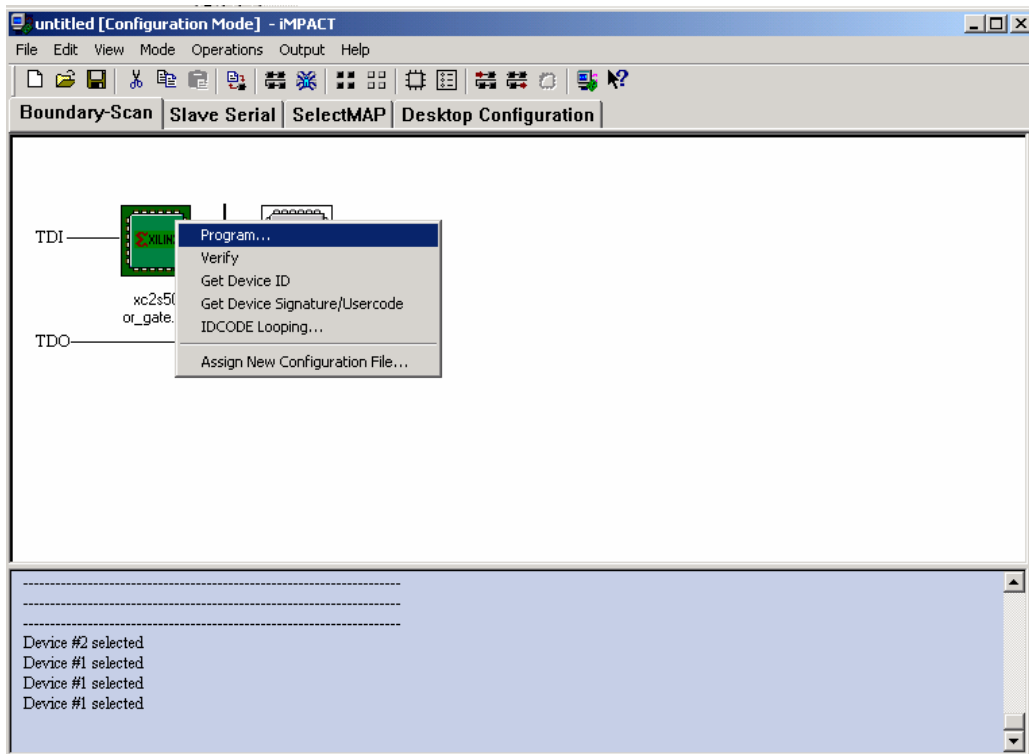 untitled [Configuration Mode] - iMPACT
File Edit View Mode Operations Output Help
Boundary-Scan Slave Serial SelectMAP Desktop Configuration
TDI
Program...
Verify
Get Device ID
Get Device Signature/Usercode
IDCODE Looping...
Assign New Configuration File...
xc2s50
or_gate.
TDO
--------------------------------------------------------------------------
--------------------------------------------------------------------------
--------------------------------------------------------------------------
Device #2 selected
Device #1 selected
Device #1 selected
Device #1 selected